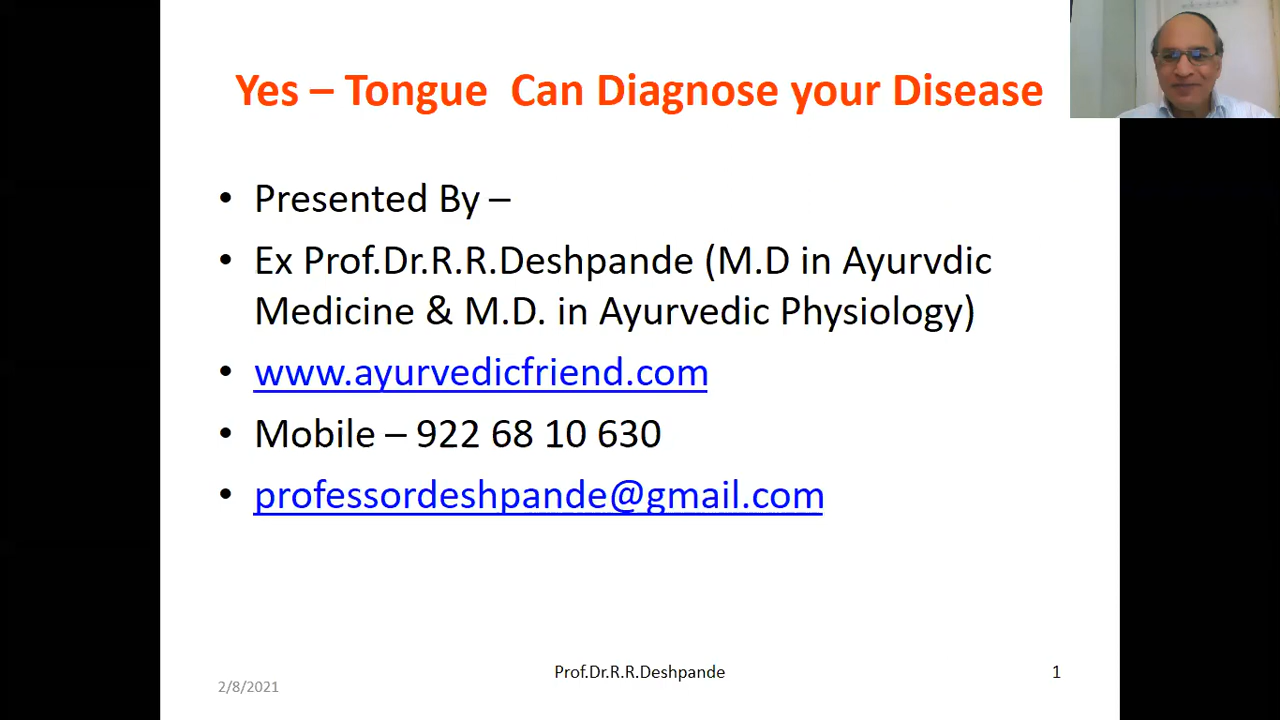 Yes – Tongue Can Diagnose your Disease
• Presented By –
• Ex Prof.Dr.R.R.Deshpande (M.D in Ayurvdic
Medicine & M.D. in Ayurvedic Physiology)
• www.ayurvedicfriend.com
• Mobile – 922 68 10 630
• professordeshpande@gmail.com
2/8/2021
Prof.Dr.R.R.Deshpande
1